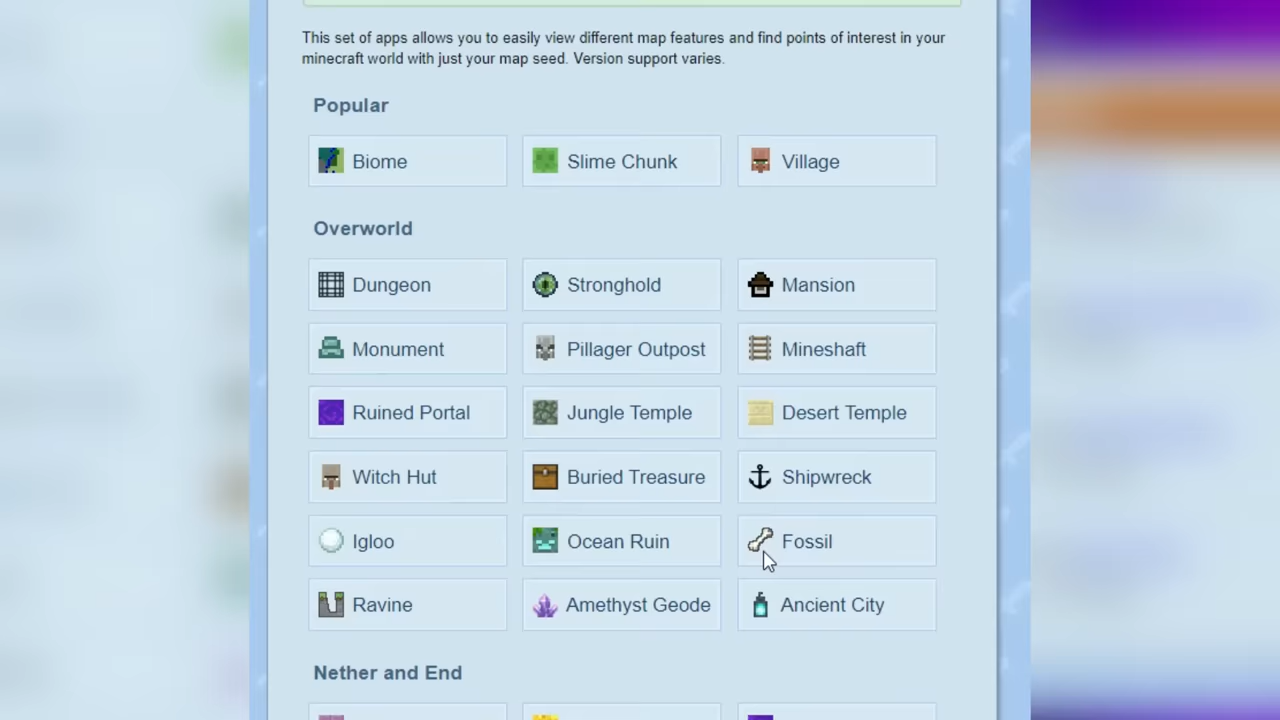 This set of apps allows you to easily view different map features and find points of interest in your
minecraft world with just your map seed. Version support varies.
Popular
Biome
Slime Chunk
Village
Overworld
Dungeon
Stronghold
Mansion
Monument
Pillager Outpost
Mineshaft
Ruined Portal
Jungle Temple
Desert Temple
Witch Hut
Buried Treasure
Shipwreck
Igloo
Ocean Ruin
Fossil
Ravine
Amethyst Geode
Ancient City
Nether and End